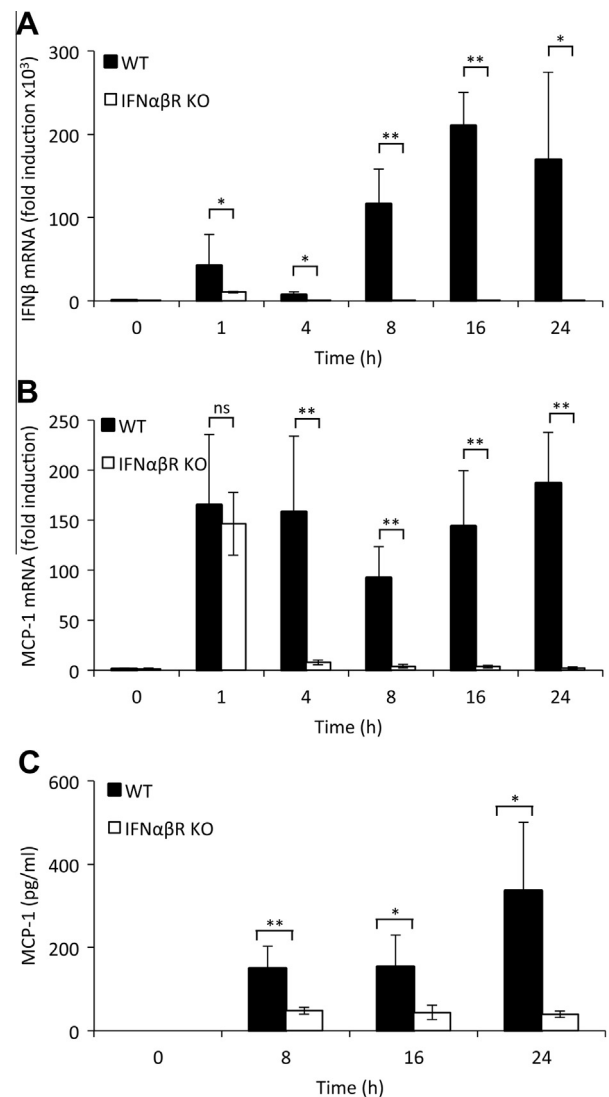 A
IFNβ mRNA (fold induction x10³)
300
200
100
0
WT
IFNαβR KO
*
*
**
**
*
0 1 4 8 16 24
Time (h)
B
MCP-1 mRNA (fold induction)
250
200
150
100
50
0
WT
IFNαβR KO
ns
**
**
**
**
0 1 4 8 16 24
Time (h)
C
MCP-1 (pg/ml)
600
400
200
0
WT
IFNαβR KO
**
*
*
0 8 16 24
Time (h)